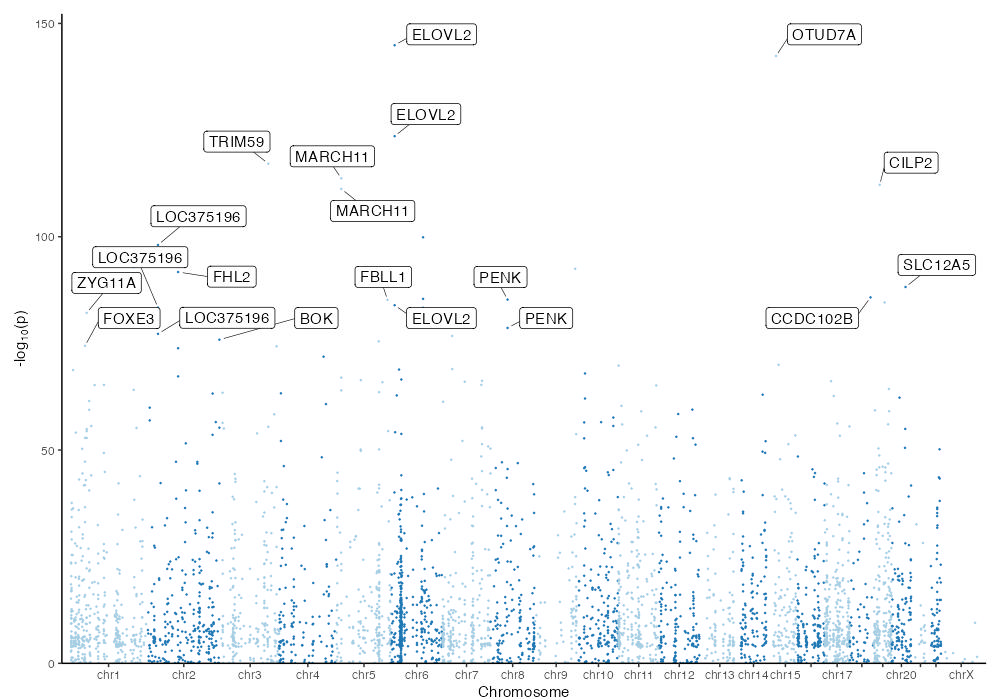 150
ELOVL2
OTUD7A
ELOVL2
TRIM59
MARCH11
CILP2
MARCH11
LOC375196
100
LOC375196
SLC12A5
ZYG11A
FHL2
FBLL1
PENK
FOXE3
LOC375196
BOK
ELOVL2
PENK
CCDC102B
-log10(p)
50
0
chr1 chr2 chr3 chr4 chr5 chr6 chr7 chr8 chr9 chr10 chr11 chr12 chr13 chr14 chr15 chr17 chr20 chrX
Chromosome